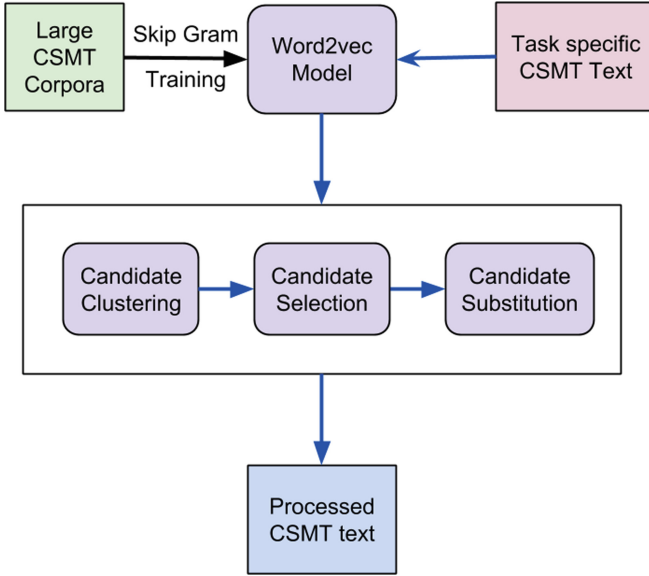 Large
CSMT
Corpora
Skip Gram
Training
Word2vec
Model
Task specific
CSMT Text
Candidate
Clustering
Candidate
Selection
Candidate
Substitution
Processed
CSMT text